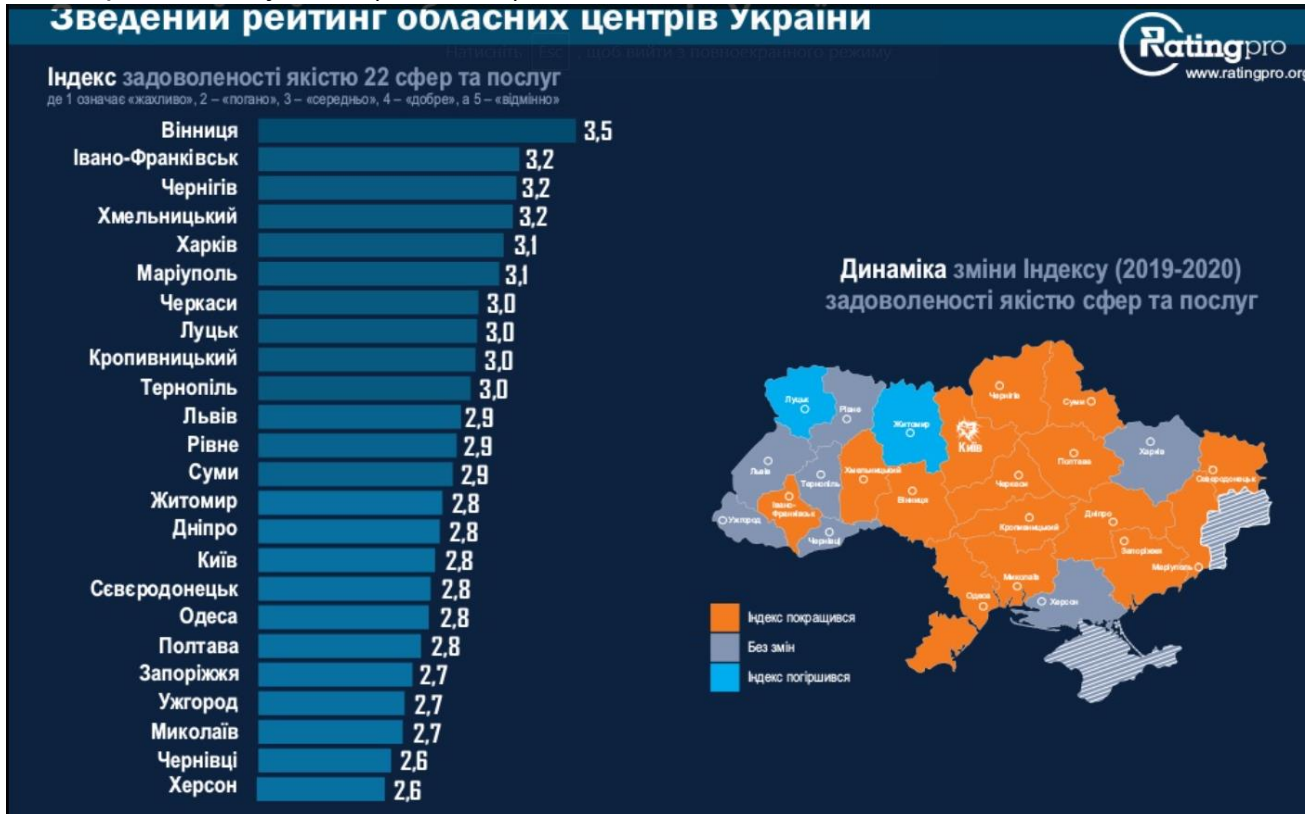 Зведений рейтинг обласних центрів України
Натисніть Esc , щоб вийти з повноекранного режиму
Ratingpro
www.ratingpro.org
Індекс задоволеності якістю 22 сфер та послуг
де 1 означає «жахливо», 2 – «погано», 3 – «середньо», 4 – «добре», а 5 – «відмінно»
Вінниця 3,5
Івано-Франківськ 3,2
Чернігів 3,2
Хмельницький 3,2
Харків 3,1
Маріуполь 3,1
Черкаси 3,0
Луцьк 3,0
Кропивницький 3,0
Тернопіль 3,0
Львів 2,9
Рівне 2,9
Суми 2,9
Житомир 2,8
Дніпро 2,8
Київ 2,8
Сєвєродонецьк 2,8
Одеса 2,8
Полтава 2,8
Запоріжжя 2,7
Ужгород 2,7
Миколаїв 2,7
Чернівці 2,6
Херсон 2,6
Динаміка зміни Індексу (2019-2020)
задоволеності якістю сфер та послуг
Луцьк
Рівне
Житомир
Київ
Чернігів
Суми
Львів
Тернопіль
Хмельницький
Вінниця
Черкаси
Полтава
Харків
Сєвєродонецьк
Ужгород
Івано-
Франківськ
Чернівці
Кропивницький
Дніпро
Запоріжжя
Маріуполь
Миколаїв
Одеса
Херсон
Індекс покращився
Без змін
Індекс погіршився